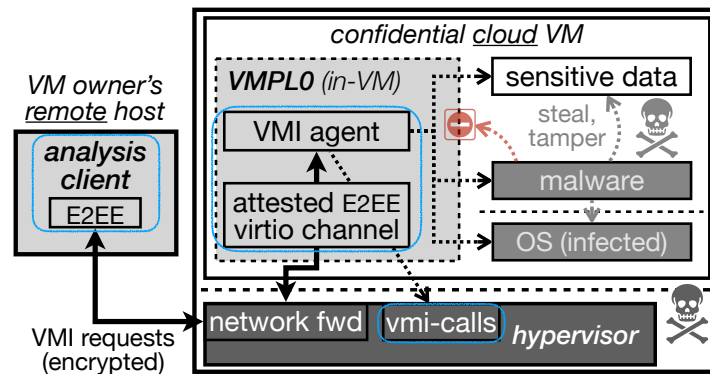 confidential cloud VM
VM owner's
remote host
analysis
client
E2EE
VMPL0 (in-VM)
VMI agent
attested E2EE
virtio channel
sensitive data
steal,
tamper
malware
OS (infected)
network fwd
vmi-calls
hypervisor
VMI requests
(encrypted)